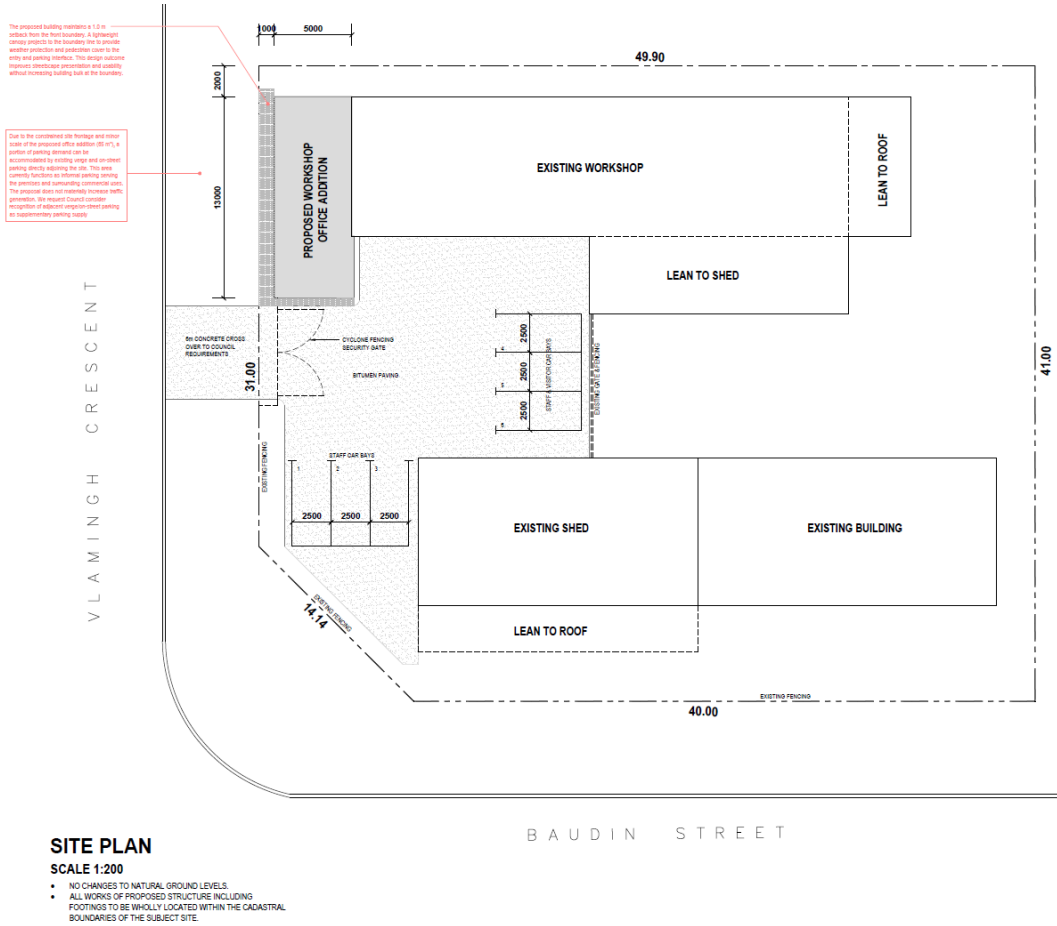 The proposed building maintains a 1.0 m
setback from the front boundary. A lightweight
canopy projects to the boundary line to provide
weather protection and pedestrian cover to the
entry and parking interface. This design outcome
improves streetscape presentation and usability
without increasing building bulk at the boundary.
1000
5000
49.90
2000
Due to the constrained site frontage and minor
scale of the proposed office addition (65 m²), a
portion of parking demand can be
accommodated by existing verge and on-street
parking directly adjoining the site. This area
currently functions as informal parking serving
the premises and surrounding commercial uses.
The proposal does not materially increase traffic
generation. We request Council consider
recognition of adjacent verge/on-street parking
as supplementary parking supply
13000
PROPOSED WORKSHOP
OFFICE ADDITION
EXISTING WORKSHOP
LEAN TO ROOF
LEAN TO SHED
VLAMINGH CRESCENT
6m CONCRETE CROSS
OVER TO COUNCIL
REQUIREMENTS
31.00
CYCLONE FENCING
SECURITY GATE
BITUMEN PAVING
2500
4
2500
5
2500
6
STAFF & VISITOR CAR BAYS
EXISTING GATE & FENCING
41.00
EXISTING FENCING
STAFF CAR BAYS
1
2
3
2500
2500
2500
EXISTING SHED
EXISTING BUILDING
EXISTING FENCING
14.14
LEAN TO ROOF
EXISTING FENCING
40.00
BAUDIN STREET
SITE PLAN
SCALE 1:200
• NO CHANGES TO NATURAL GROUND LEVELS.
• ALL WORKS OF PROPOSED STRUCTURE INCLUDING
FOOTINGS TO BE WHOLLY LOCATED WITHIN THE CADASTRAL
BOUNDARIES OF THE SUBJECT SITE.